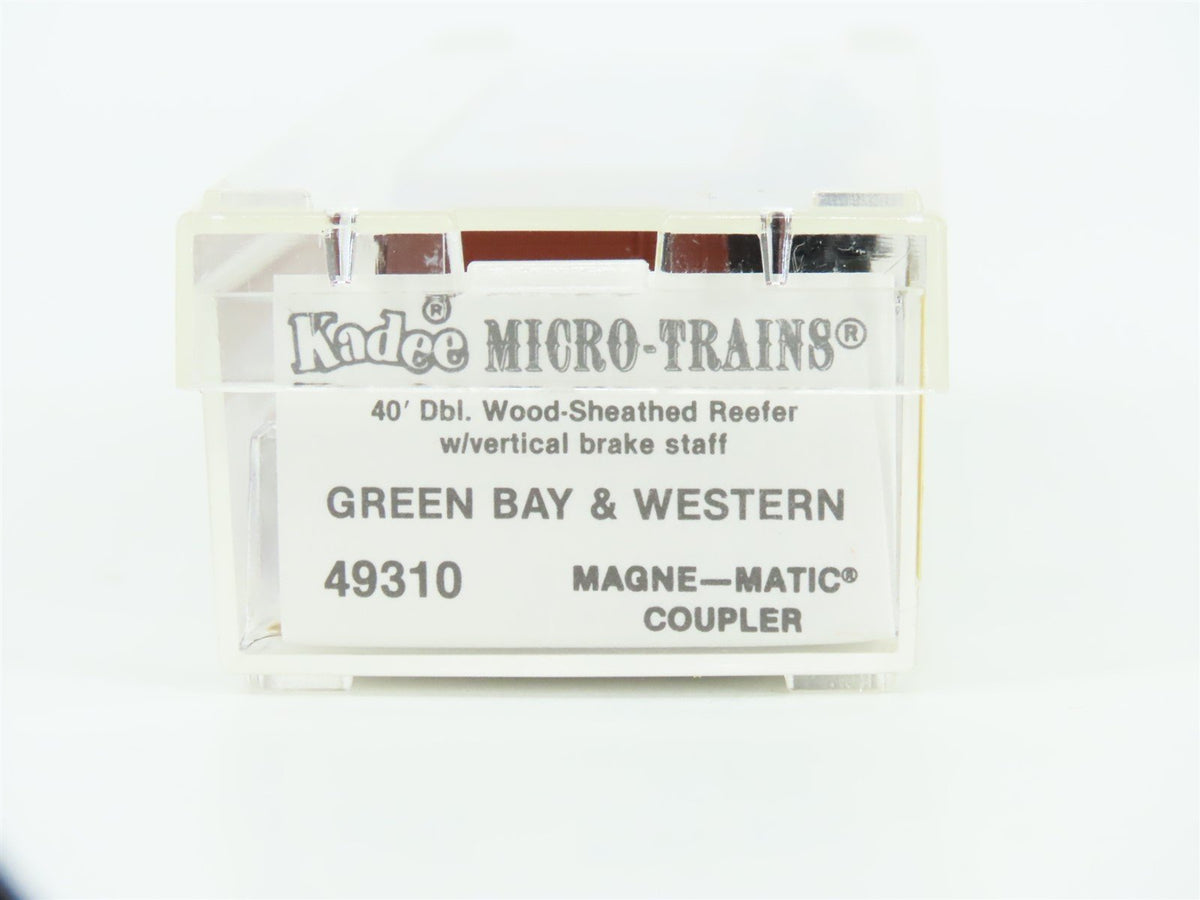 Kadee® MICRO-TRAINS®
40' Dbl. Wood-Sheathed Reefer
w/vertical brake staff
GREEN BAY & WESTERN
49310 MAGNE—MATIC®
COUPLER